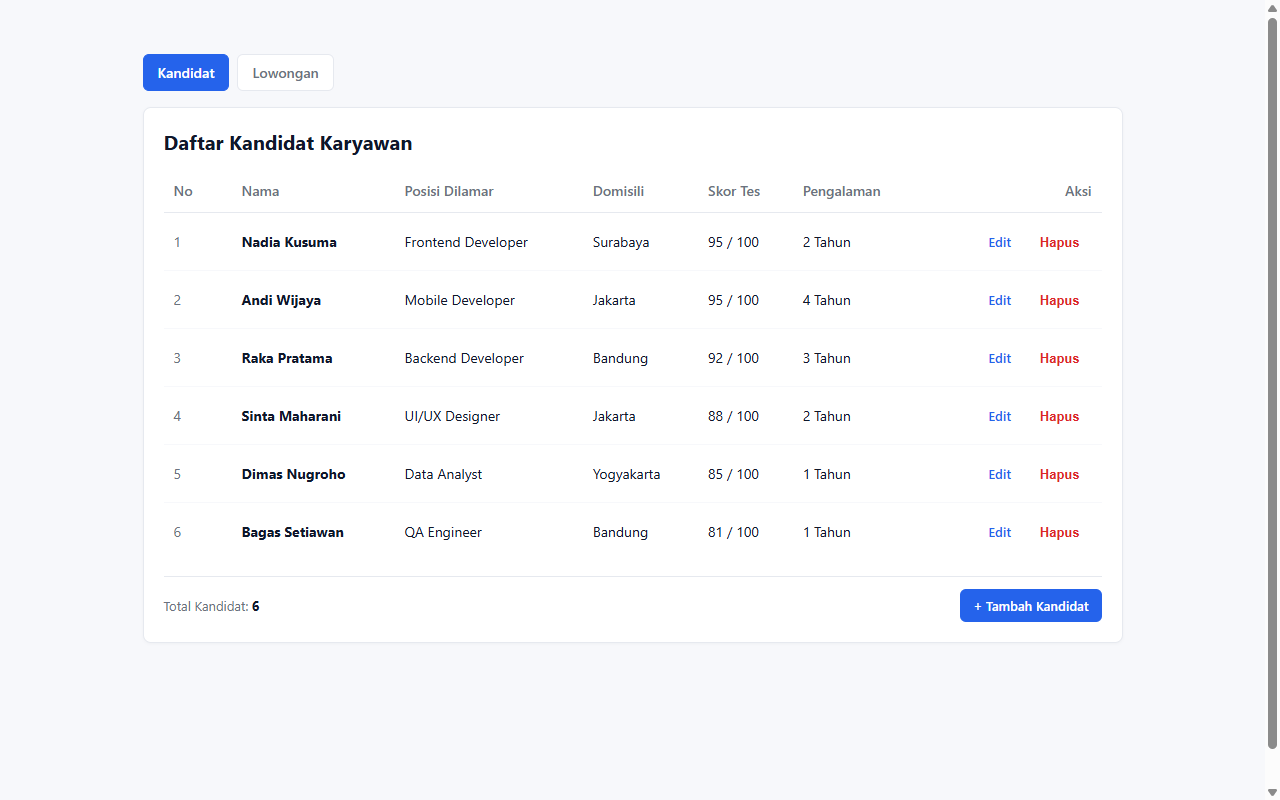 Kandidat Lowongan
Daftar Kandidat Karyawan
No Nama Posisi Dilamar Domisili Skor Tes Pengalaman Aksi
1 Nadia Kusuma Frontend Developer Surabaya 95 / 100 2 Tahun Edit Hapus
2 Andi Wijaya Mobile Developer Jakarta 95 / 100 4 Tahun Edit Hapus
3 Raka Pratama Backend Developer Bandung 92 / 100 3 Tahun Edit Hapus
4 Sinta Maharani UI/UX Designer Jakarta 88 / 100 2 Tahun Edit Hapus
5 Dimas Nugroho Data Analyst Yogyakarta 85 / 100 1 Tahun Edit Hapus
6 Bagas Setiawan QA Engineer Bandung 81 / 100 1 Tahun Edit Hapus
Total Kandidat: 6 + Tambah Kandidat